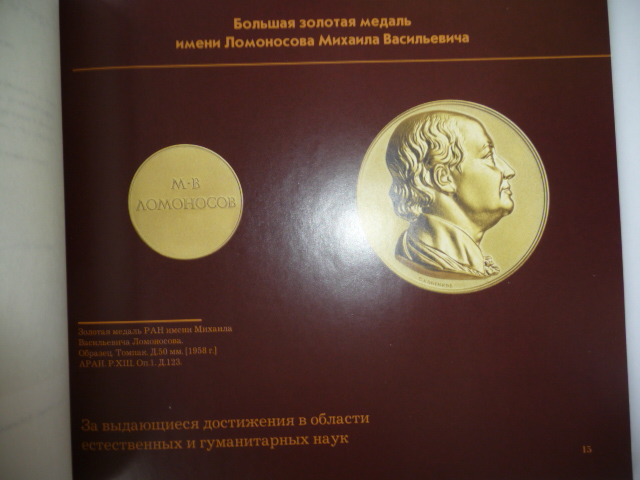 Большая золотая медаль
имени Ломоносова Михаила Васильевича
М-В
ЛОМОНОСОВ
Золотая медаль РАН имени Михаила
Васильевича Ломоносова.
Образец. Томпак. Д.50 мм. [1956 г.]
АРАН. Р.XIII. Оп.1. Д.123.
За выдающиеся достижения в области
естественных и гуманитарных наук
15